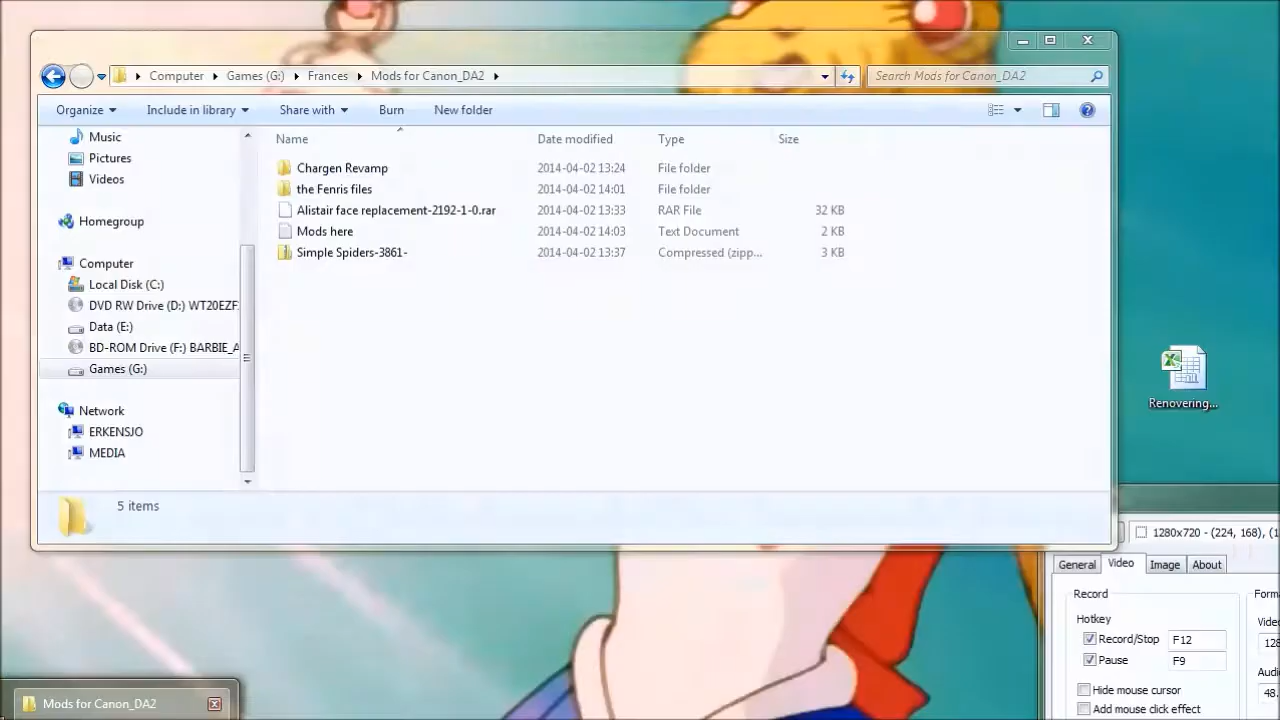 Computer Games (G:) Frances Mods for Canon_DA2
Search Mods for Canon_DA2
Organize Include in library Share with Burn New folder
Name Date modified Type Size
Music
Pictures
Videos
Homegroup
Computer
Local Disk (C:)
DVD RW Drive (D:) WT20EZF
Data (E:)
BD-ROM Drive (F:) BARBIE_A
Games (G:)
Network
ERKENSJO
MEDIA
Chargen Revamp 2014-04-02 13:24 File folder
the Fenris files 2014-04-02 14:01 File folder
Alistair face replacement-2192-1-0.rar 2014-04-02 13:33 RAR File 32 KB
Mods here 2014-04-02 14:03 Text Document 2 KB
Simple Spiders-3861- 2014-04-02 13:37 Compressed (zipp... 3 KB
5 items
Renovering...
1280x720 - (224, 168), (1
General Video Image About
Record
Hotkey
Record/Stop F12
Pause F9
Hide mouse cursor
Add mouse click effect
Forma
Vide
128
Audi
48.
Mods for Canon_DA2